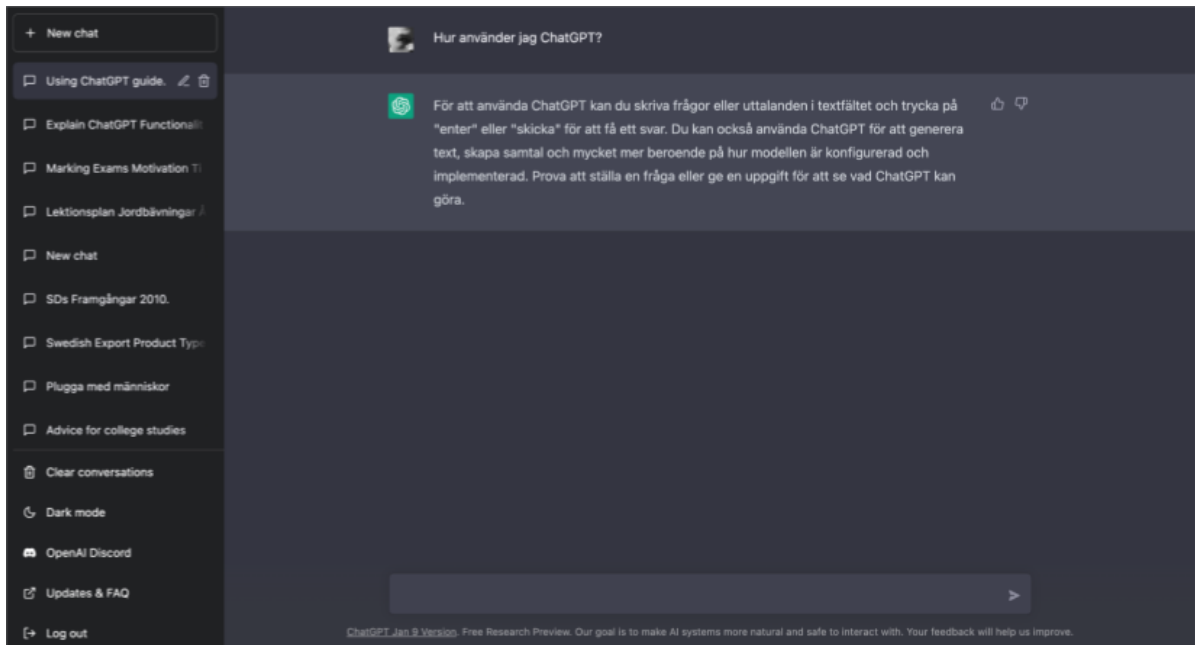 New chat
Using ChatGPT guide.
Explain ChatGPT
Marking Exams Motivation
Lektionsplan Jordbävningar
New chat
SDs Framgångar 2010.
Swedish Export Product
Plugga med människor
Advice for college studies
Clear conversations
Dark mode
OpenAI Discord
Updates & FAQ
Log out
Hur använder jag ChatGPT?
För att använda ChatGPT kan du skriva frågor eller uttalanden i textfältet och trycka på
"enter" eller "skicka" för att få ett svar. Du kan också använda ChatGPT för att generera
text, skapa samtal och mycket mer beroende på hur modellen är konfigurerad och
implementerad. Prova att ställa en fråga eller ge en uppgift för att se vad ChatGPT kan
göra.
ChatGPT Jan 9 Version. Free Research Preview. Our goal is to make AI systems more natural and safe to interact with. Your feedback will help us improve.